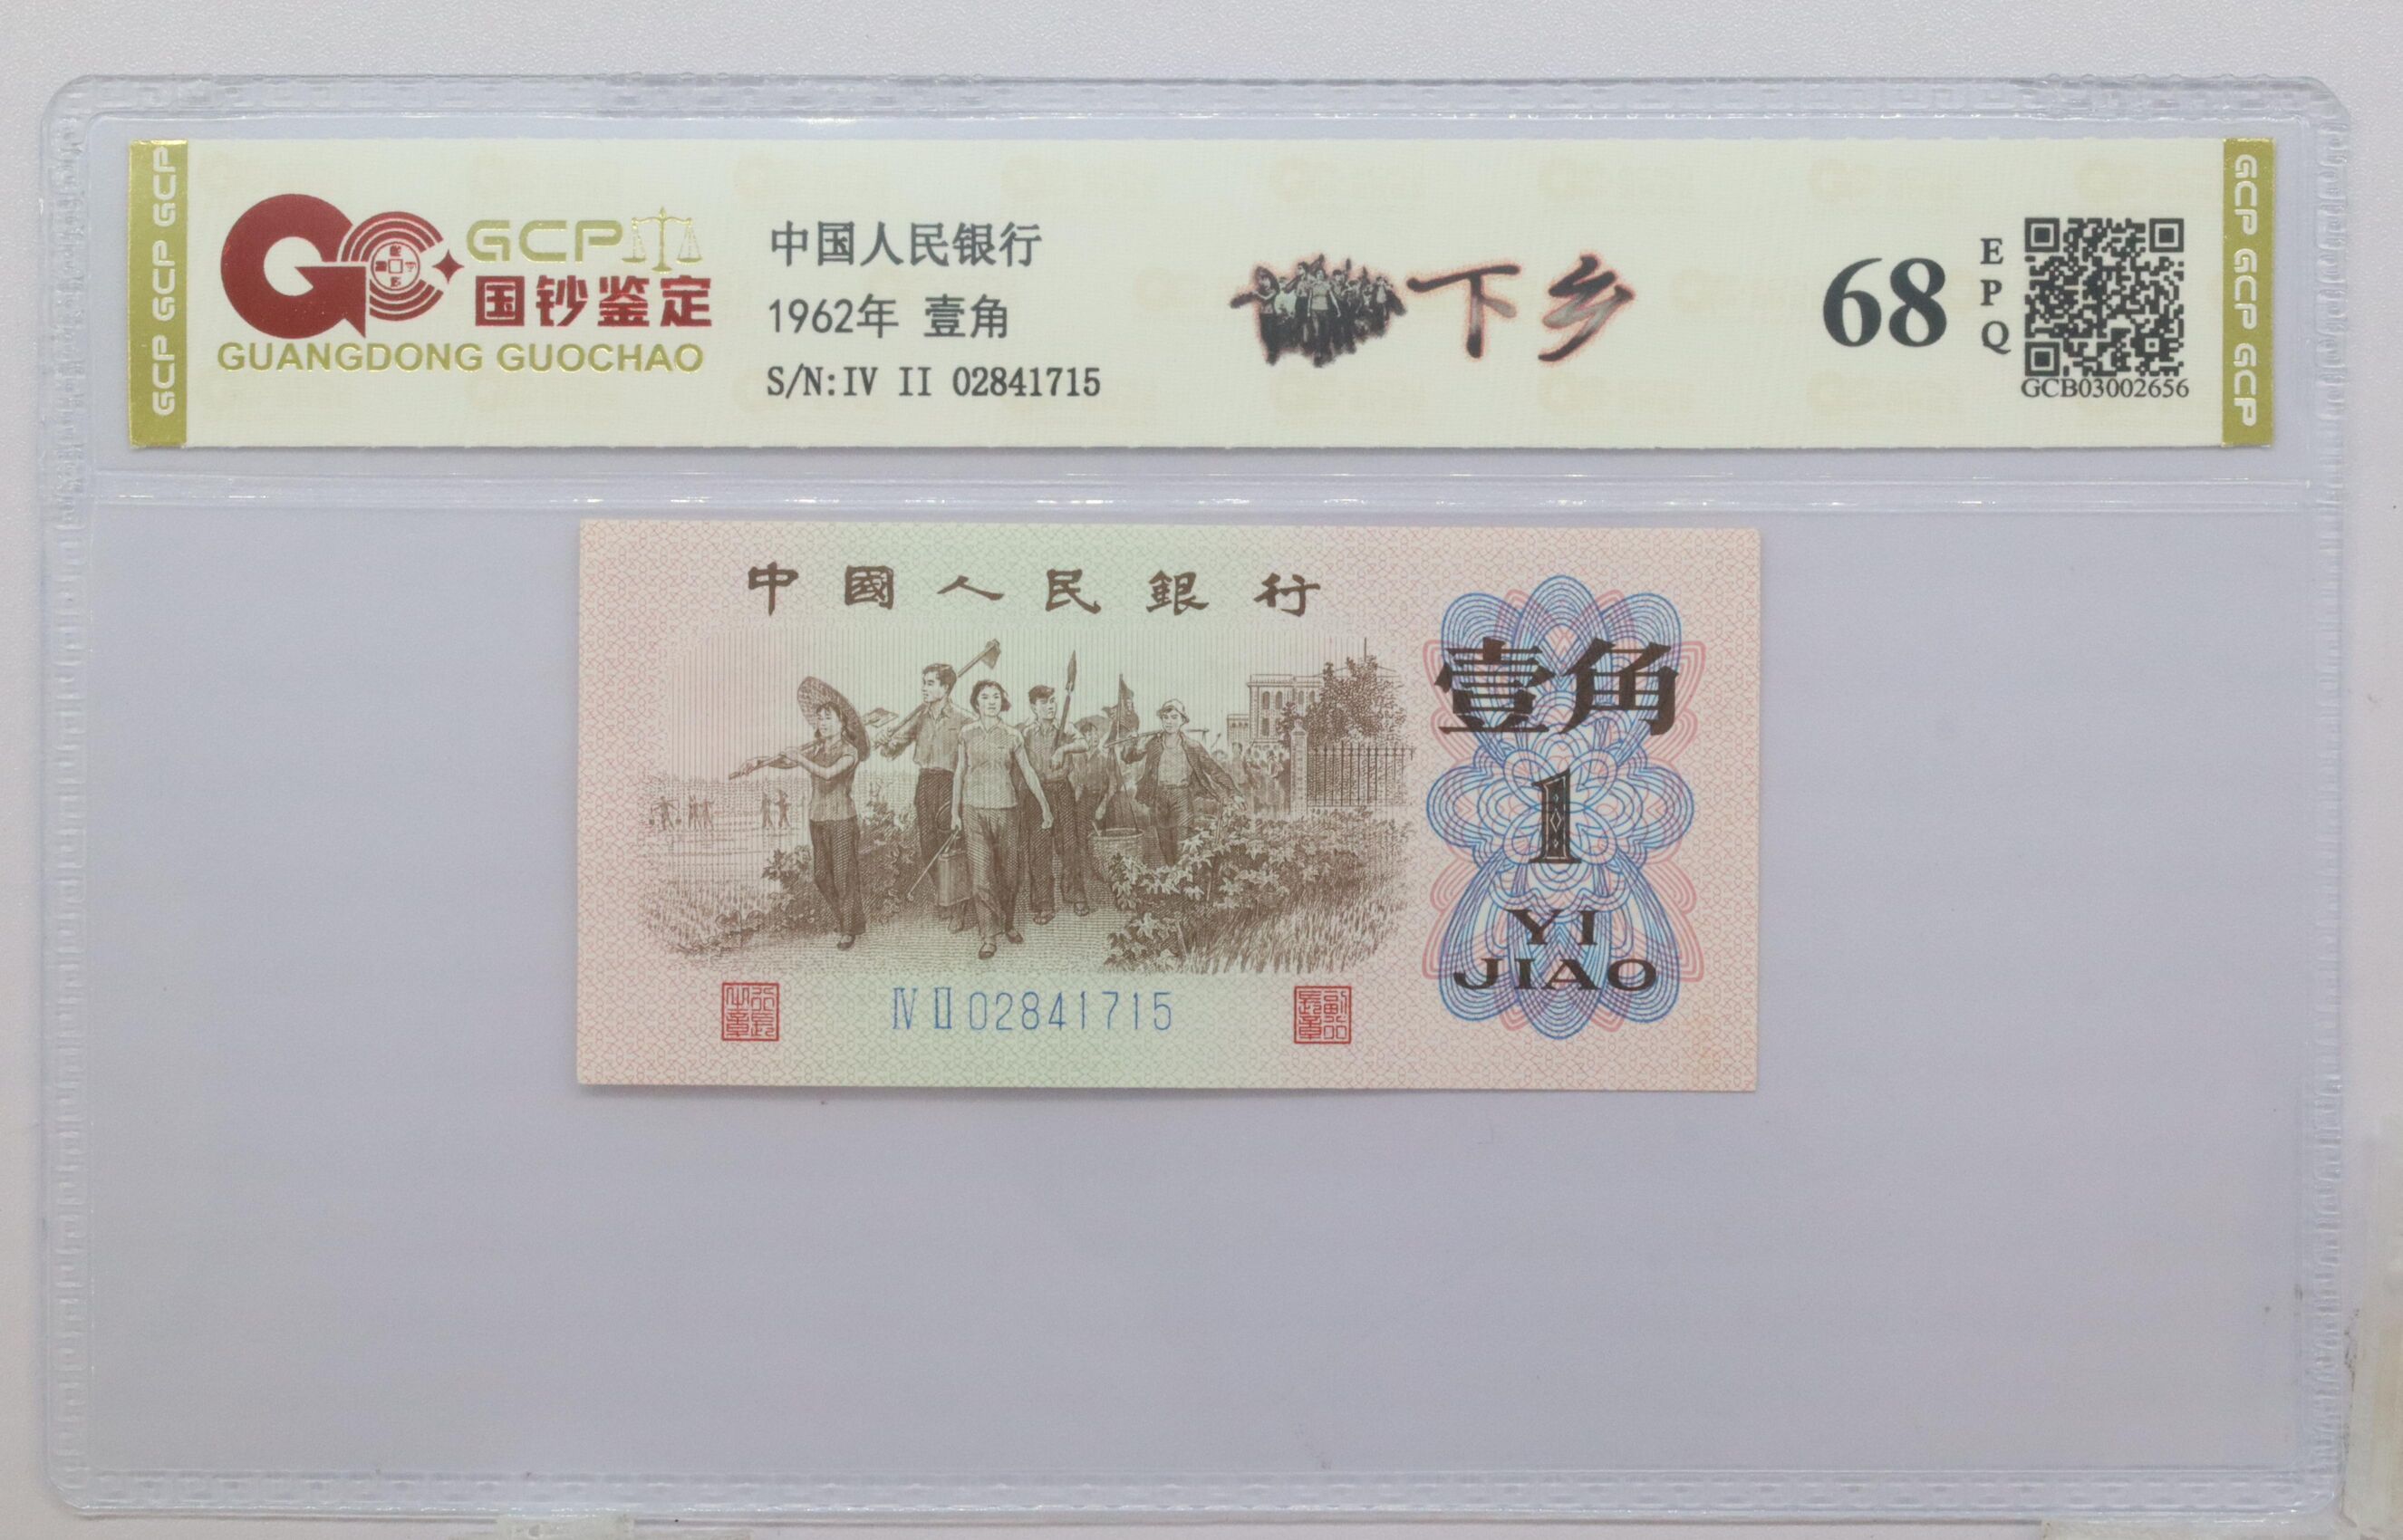 GCP GCP GCP
GCP
国钞鉴定
GUANGDONG GUOCHAO
中国人民银行
1962年 壹角
S/N:IV II 02841715
下乡
68
E
P
Q
GCB03002656
GCP GCP GCP
中國人民銀行
壹角
1
YI
JIAO
Ⅳ Ⅱ 02841715